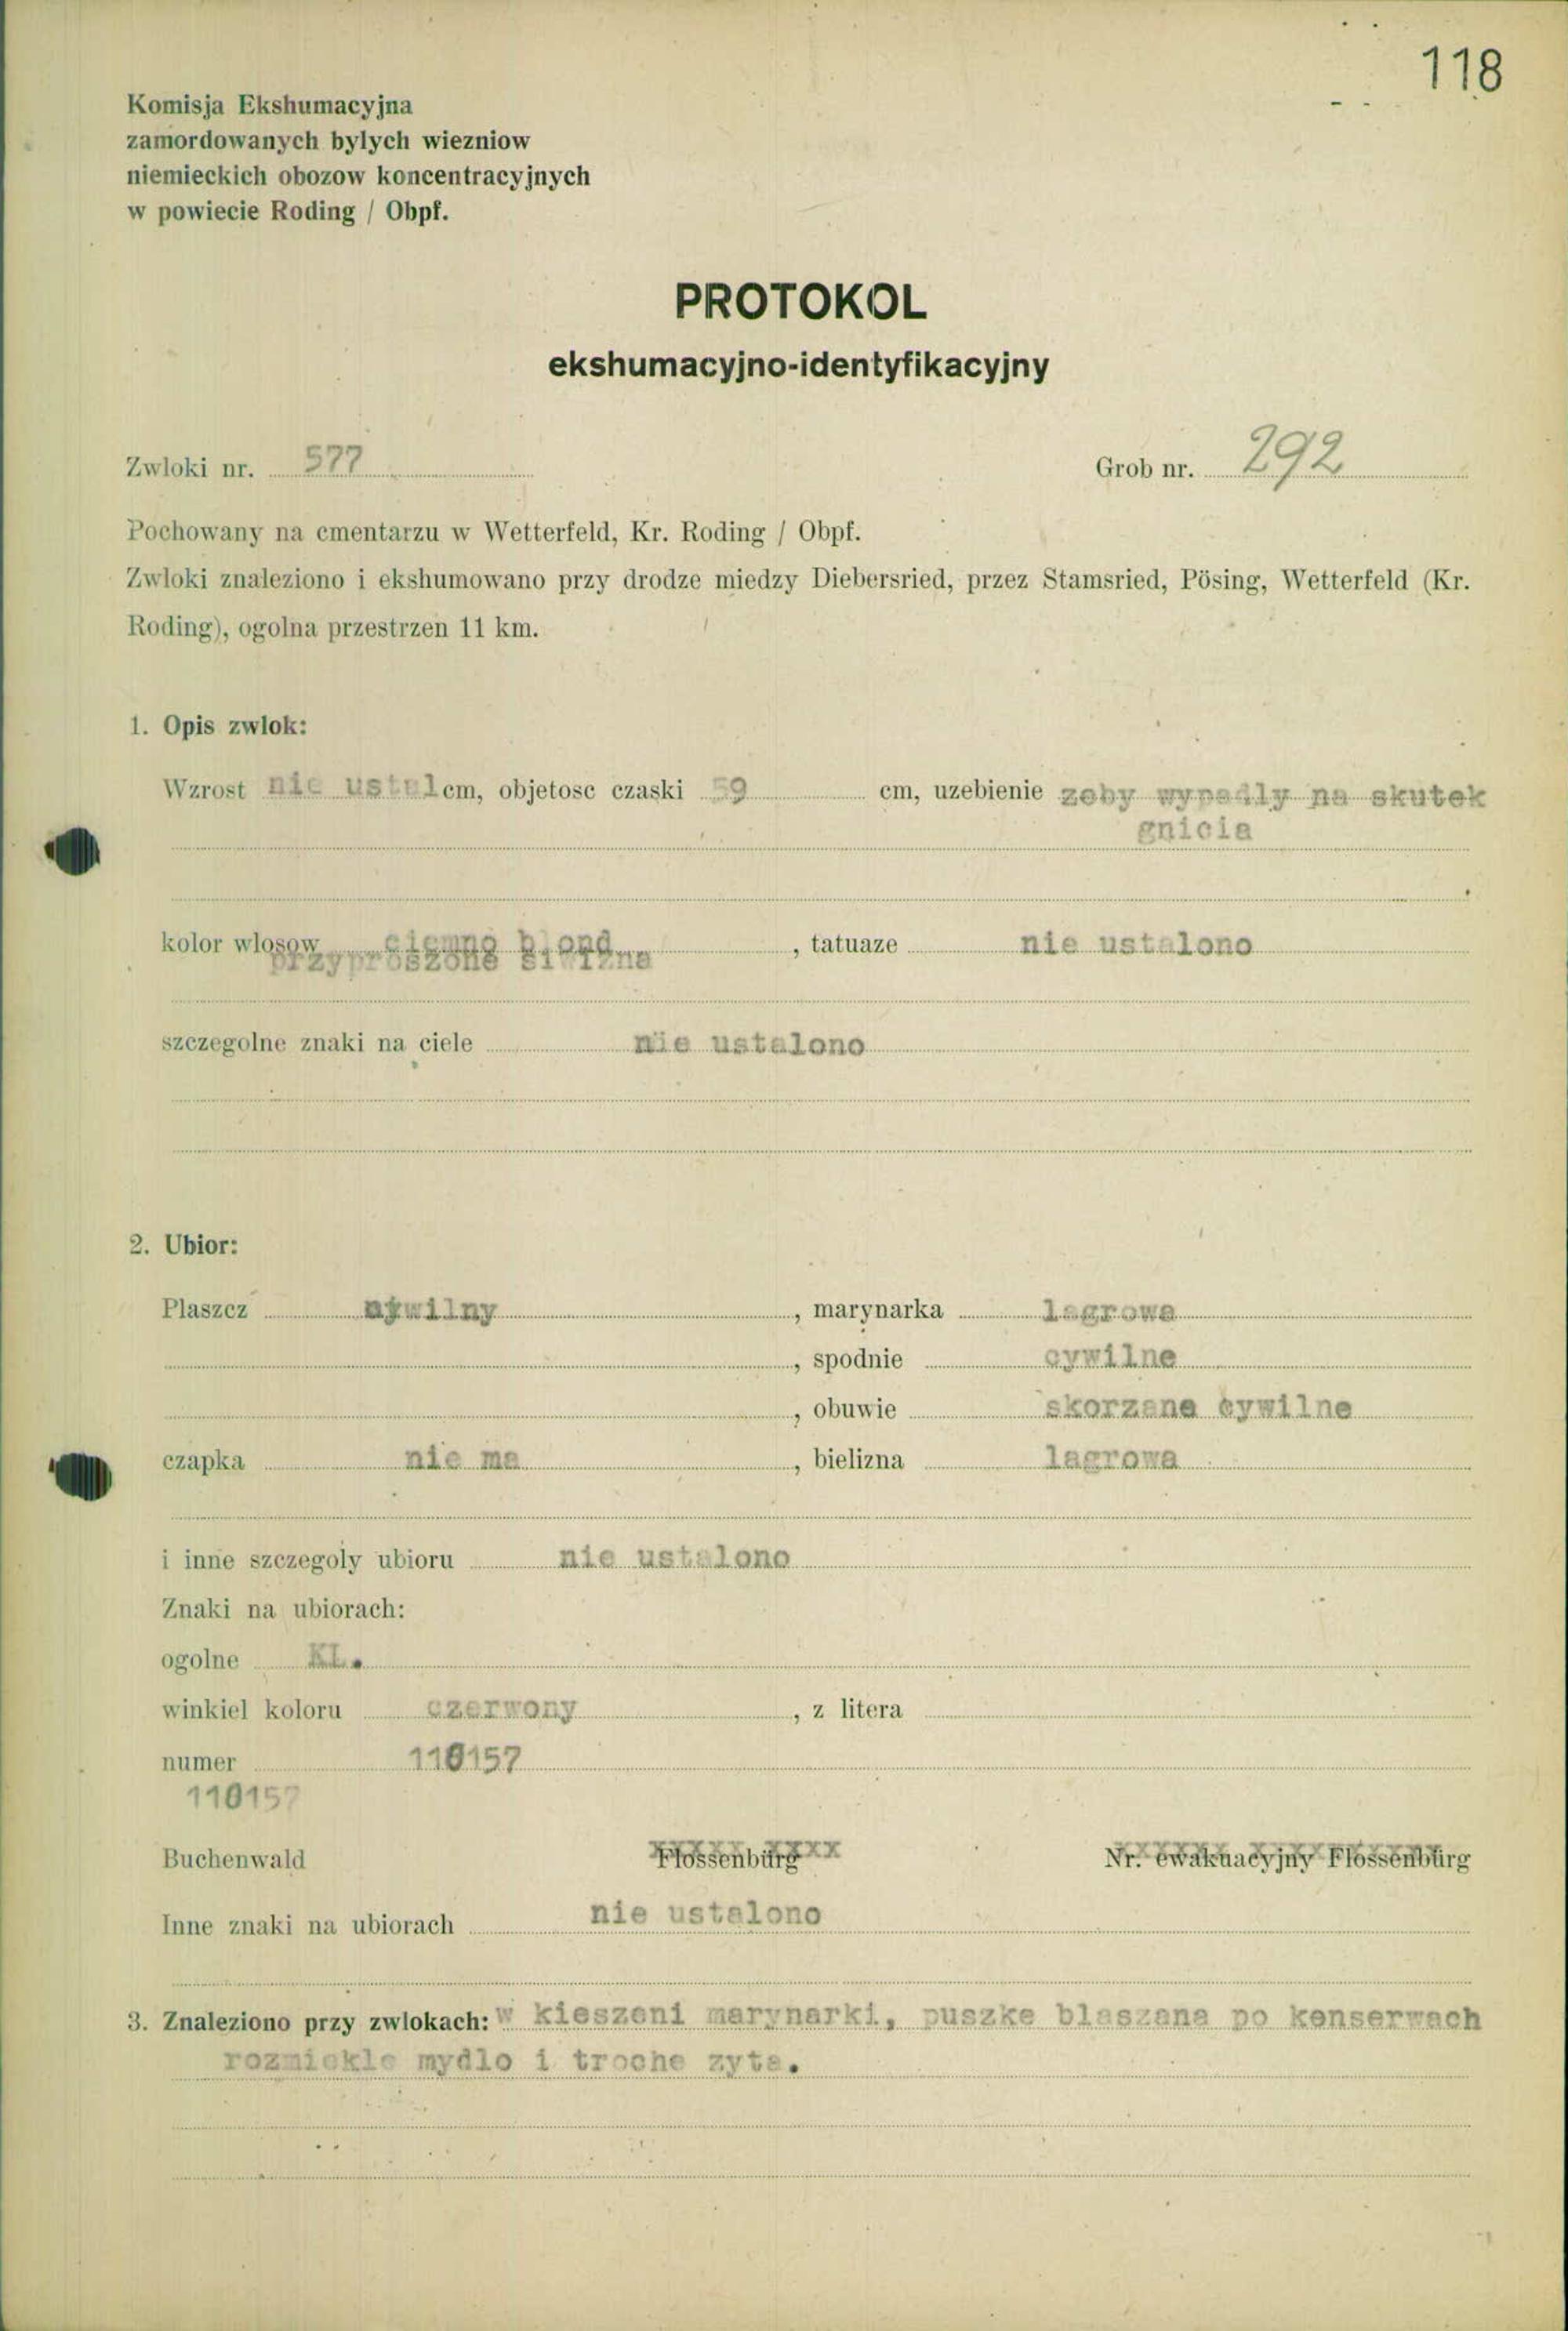 118
Komisja Ekshumacyjna
zamordowanych bylych wiezniow
niemieckich obozow koncentracyjnych
w powiecie Roding / Obpf.
PROTOKOL
ekshumacyjno-identyfikacyjny
Zwloki nr. 577 Grob nr. 292
Pochowany na cmentarzu w Wetterfeld, Kr. Roding / Obpf.
Zwloki znaleziono i ekshumowano przy drodze miedzy Diebersried, przez Stamsried, Pösing, Wetterfeld (Kr.
Roding), ogolna przestrzen 11 km.
1. Opis zwlok:
Wzrost nie ustal cm, objetosc czaski 59 cm, uzebienie zeby wypadly na skutek
gnicia
kolor wlosow ciemno blond, tatuaze nie ustalono
przyproszone siwizna
szczegolne znaki na ciele nie ustalono
2. Ubior:
Plaszcz cywilny, marynarka lagrowa
, spodnie cywilne
, obuwie skorzane cywilne
czapka nie ma, bielizna lagrowa
i inne szczegoly ubioru nie ustalono
Znaki na ubiorach:
ogolne KL.
winkiel koloru czerwony, z litera
numer 110157
110157
Buchenwald Flossenbürg Nr. ewakuacyjny Flossenbürg
Inne znaki na ubiorach nie ustalono
3. Znaleziono przy zwlokach: w kieszeni marynarki, puszke blaszana po konserwach
rozmiekle mydlo i troche zyta.